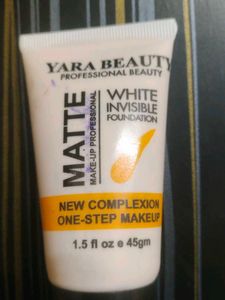 YARA BEAUTY
PROFESSIONAL BEAUTY
MATTE
MAKE-UP PROFESSIONAL
WHITE
INVISIBLE
FOUNDATION
NEW COMPLEXION
ONE-STEP MAKEUP
1.5 fl oz e 45gm